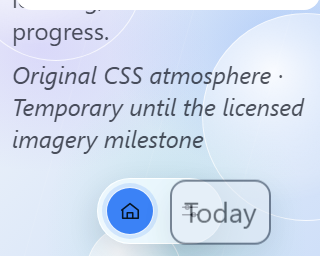 progress.
Original CSS atmosphere ·
Temporary until the licensed
imagery milestone
Today